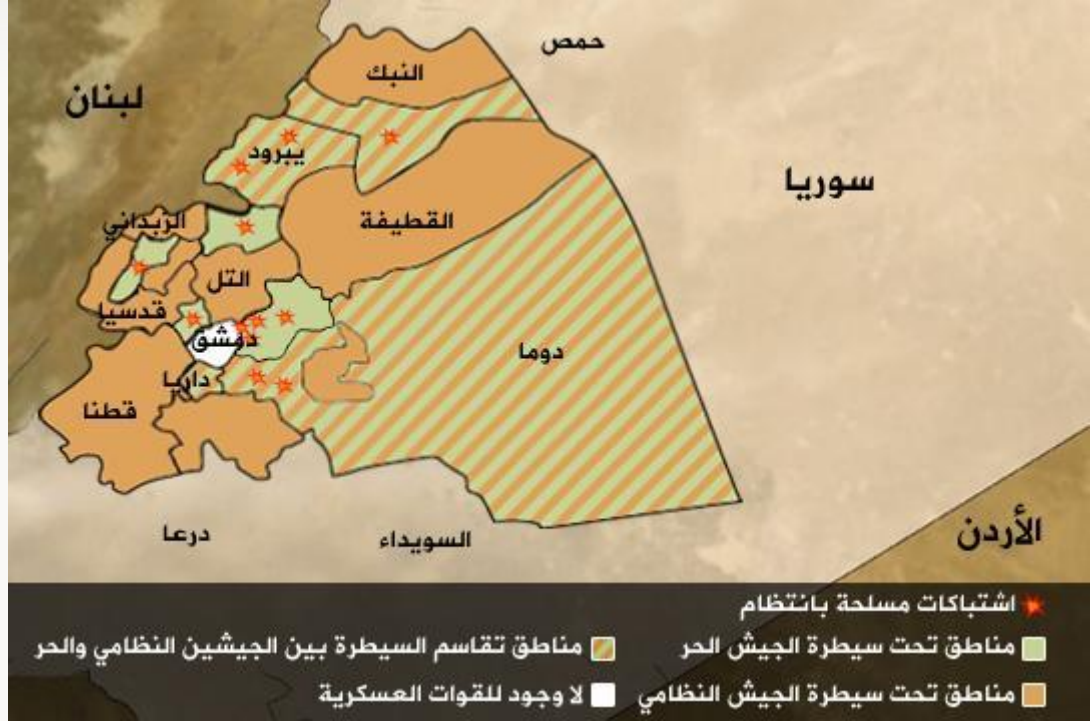 حمص
النبك
لبنان
يبرود
سوريا
الزبداني
القطيفة
التل
قدسيا
دمشق
دوما
داريا
قطنا
درعا
السويداء
الأردن
اشتباكات مسلحة بانتظام
مناطق تحت سيطرة الجيش الحر
مناطق تقاسم السيطرة بين الجيشين النظامي والحر
مناطق تحت سيطرة الجيش النظامي
لا وجود للقوات العسكرية